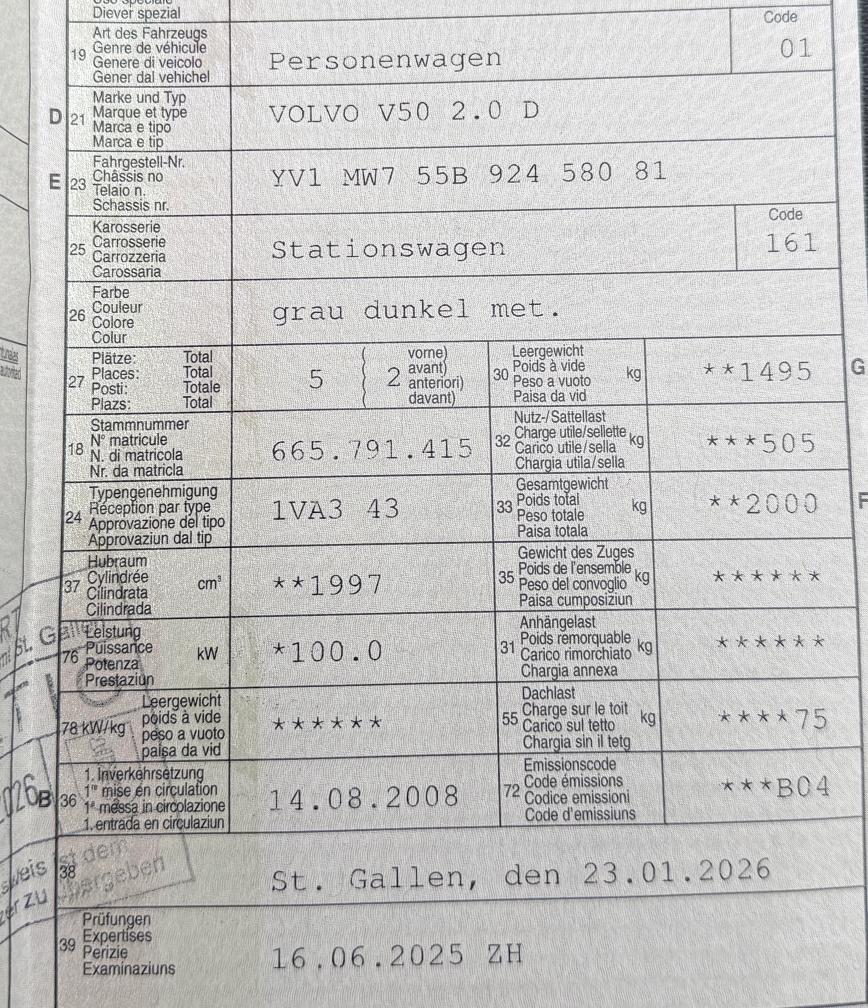 Diever spezial
19 Art des Fahrzeugs
Genre de véhicule
Genere di veicolo
Gener dal vehichel
Personenwagen
Code
01
D 21 Marke und Typ
Marque et type
Marca e tipo
Marca e tip
VOLVO V50 2.0 D
E 23 Fahrgestell-Nr.
Châssis no
Telaio n.
Schassis nr.
YV1 MW7 55B 924 580 81
25 Karosserie
Carrosserie
Carrozzeria
Carossaria
Stationswagen
Code
161
26 Farbe
Couleur
Colore
Colur
grau dunkel met.
27 Plätze: Total
Places: Total
Posti: Totale
Plazs: Total
5
2 vorne)
avant)
anteriori)
davant)
30 Leergewicht
Poids à vide
Peso a vuoto
Paisa da vid
kg
**1495
G
18 Stammnummer
N° matricule
N. di matricola
Nr. da matricla
665.791.415
32 Nutz-/Sattellast
Charge utile/sellette
Carico utile/sella
Chargia utila/sella
kg
***505
24 Typengenehmigung
Réception par type
Approvazione del tipo
Approvaziun dal tip
1VA3 43
33 Gesamtgewicht
Poids total
Peso totale
Paisa totala
kg
**2000
F
37 Hubraum
Cylindrée
Cilindrata
Cilindrada
cm³
**1997
35 Gewicht des Zuges
Poids de l'ensemble
Peso del convoglio
Paisa cumposiziun
kg
******
76 Leistung
Puissance
Potenza
Prestaziun
kW
*100.0
31 Anhängelast
Poids remorquable
Carico rimorchiato
Chargia annexa
kg
******
78 kW/kg Leergewicht
poids à vide
peso a vuoto
paisa da vid
******
55 Dachlast
Charge sur le toit
Carico sul tetto
Chargia sin il tetg
kg
****75
B 36 1. Inverkehrsetzung
1re mise en circulation
1a messa in circolazione
1. entrada en circulaziun
14.08.2008
72 Emissionscode
Code émissions
Codice emissioni
Code d'emissiuns
***B04
38
St. Gallen, den 23.01.2026
39 Prüfungen
Expertises
Perizie
Examinaziuns
16.06.2025 ZH
St. Gallen
ist dem
übergeben